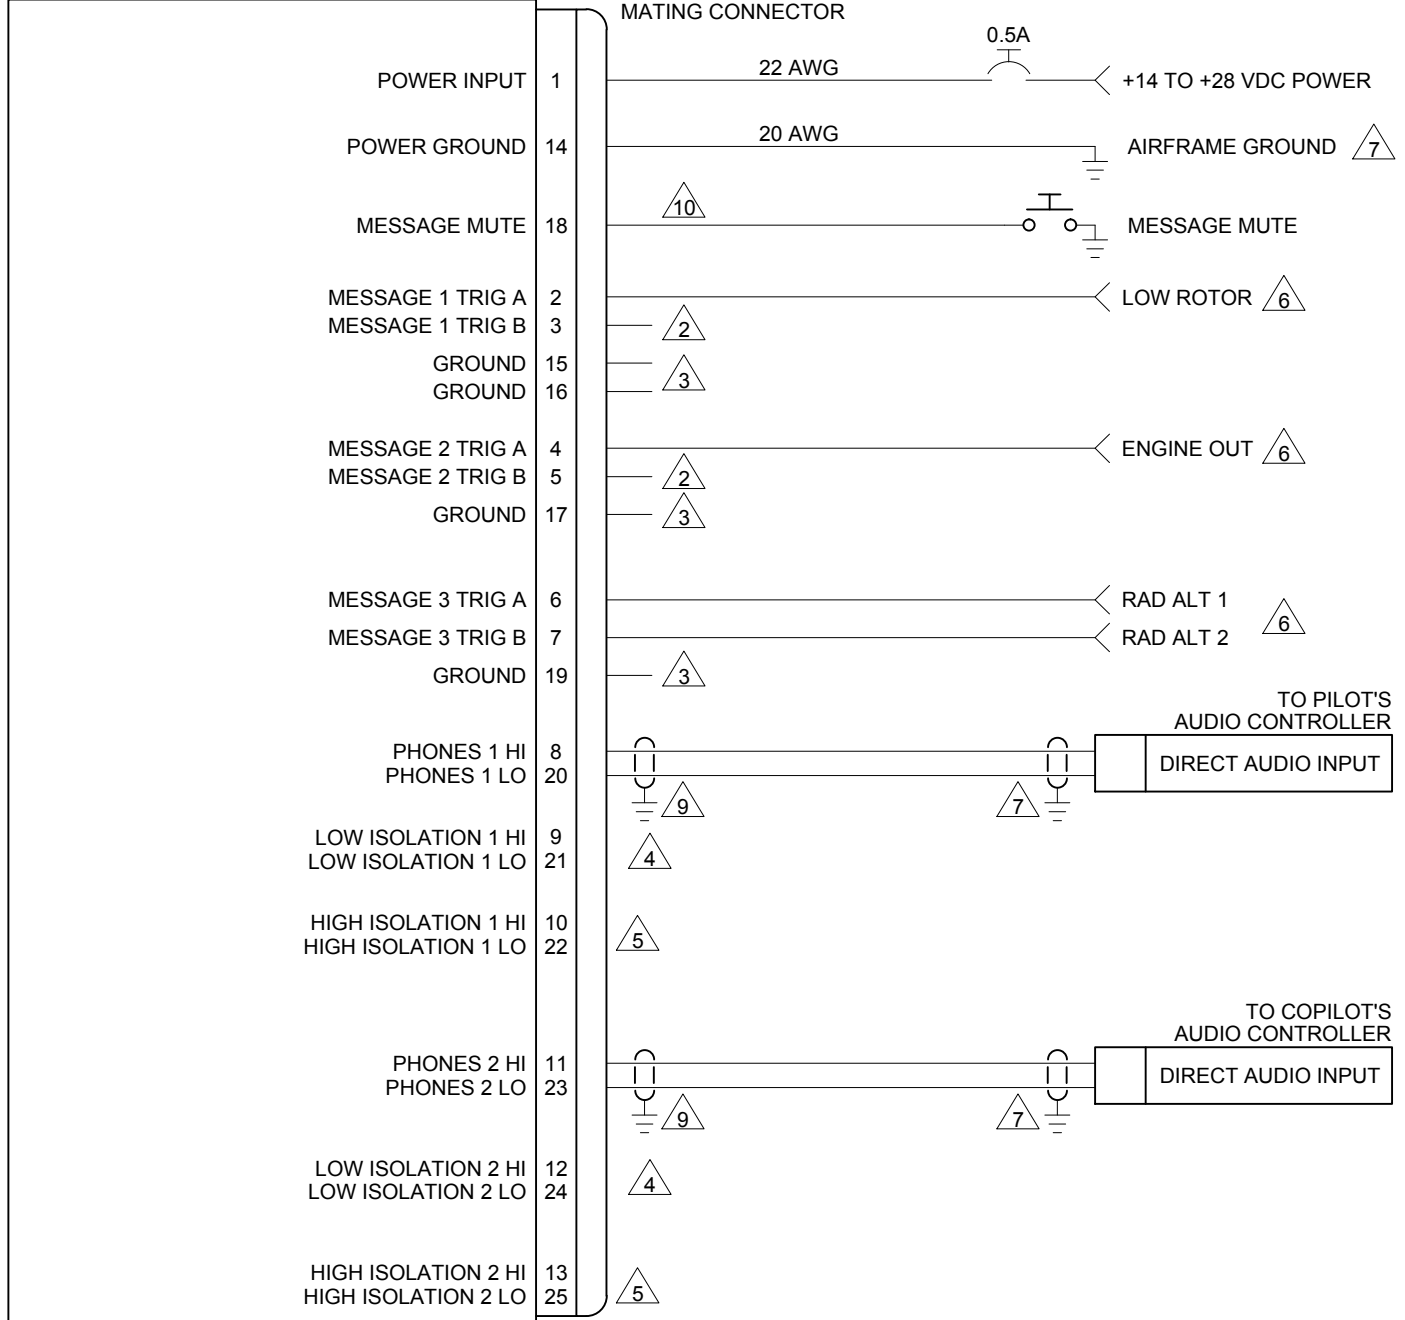 MATING CONNECTOR
0.5A
POWER INPUT 1 22 AWG +14 TO +28 VDC POWER
POWER GROUND 14 20 AWG AIRFRAME GROUND 7
10
MESSAGE MUTE 18 MESSAGE MUTE
MESSAGE 1 TRIG A 2 LOW ROTOR 6
MESSAGE 1 TRIG B 3 2
GROUND 15
3
GROUND 16
MESSAGE 2 TRIG A 4 ENGINE OUT 6
MESSAGE 2 TRIG B 5 2
GROUND 17 3
MESSAGE 3 TRIG A 6 RAD ALT 1
6
MESSAGE 3 TRIG B 7 RAD ALT 2
GROUND 19 3
TO PILOT'S
AUDIO CONTROLLER
PHONES 1 HI 8
DIRECT AUDIO INPUT
PHONES 1 LO 20
9 7
LOW ISOLATION 1 HI 9
4
LOW ISOLATION 1 LO 21
HIGH ISOLATION 1 HI 10
5
HIGH ISOLATION 1 LO 22
TO COPILOT'S
AUDIO CONTROLLER
PHONES 2 HI 11
DIRECT AUDIO INPUT
PHONES 2 LO 23
9 7
LOW ISOLATION 2 HI 12
4
LOW ISOLATION 2 LO 24
HIGH ISOLATION 2 HI 13
5
HIGH ISOLATION 2 LO 25